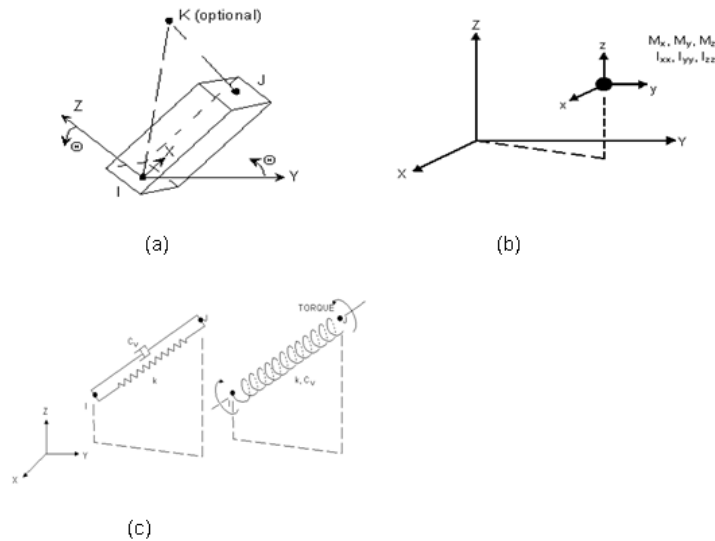 K (optional)
J
Z
Θ
X
Θ
Y
I
(a)
Z
Mx, My, Mz
Ixx, Iyy, Izz
z
x
y
Y
X
(b)
J
Cv
k
I
Z
Y
X
TORQUE
J
k, Cv
I
(c)